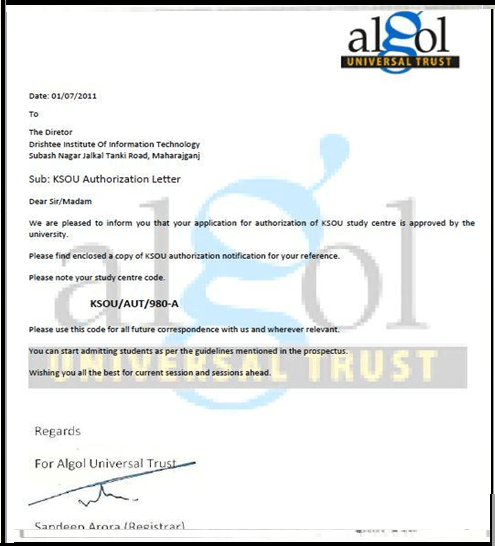 algol
UNIVERSAL TRUST
Date: 01/07/2011
To
The Diretor
Drishtee Institute Of Information Technology
Subash Nagar Jalkal Tanki Road, Maharajganj
Sub: KSOU Authorization Letter
Dear Sir/Madam
We are pleased to inform you that your application for authorization of KSOU study centre is approved by the
university.
Please find enclosed a copy of KSOU authorization notification for your reference.
Please note your study centre code.
KSOU/AUT/980-A
Please use this code for all future correspondence with us and wherever relevant.
You can start admitting students as per the guidelines mentioned in the prospectus.
Wishing you all the best for current session and sessions ahead.
algol
UNIVERSAL TRUST
Regards
For Algol Universal Trust
Sandeep Arora (Registrar)